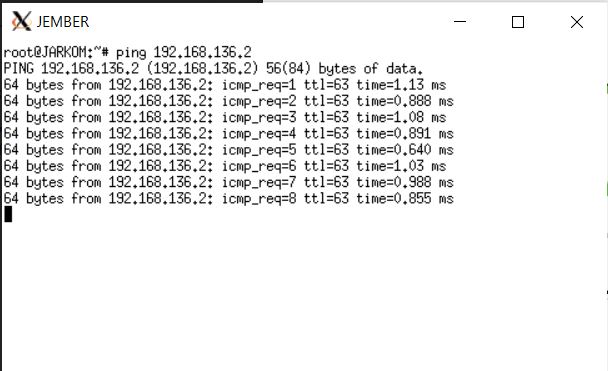 JEMBER
root@JARKOM:~# ping 192.168.136.2
PING 192.168.136.2 (192.168.136.2) 56(84) bytes of data.
64 bytes from 192.168.136.2: icmp_req=1 ttl=63 time=1.13 ms
64 bytes from 192.168.136.2: icmp_req=2 ttl=63 time=0.888 ms
64 bytes from 192.168.136.2: icmp_req=3 ttl=63 time=1.08 ms
64 bytes from 192.168.136.2: icmp_req=4 ttl=63 time=0.891 ms
64 bytes from 192.168.136.2: icmp_req=5 ttl=63 time=0.640 ms
64 bytes from 192.168.136.2: icmp_req=6 ttl=63 time=1.03 ms
64 bytes from 192.168.136.2: icmp_req=7 ttl=63 time=0.988 ms
64 bytes from 192.168.136.2: icmp_req=8 ttl=63 time=0.855 ms